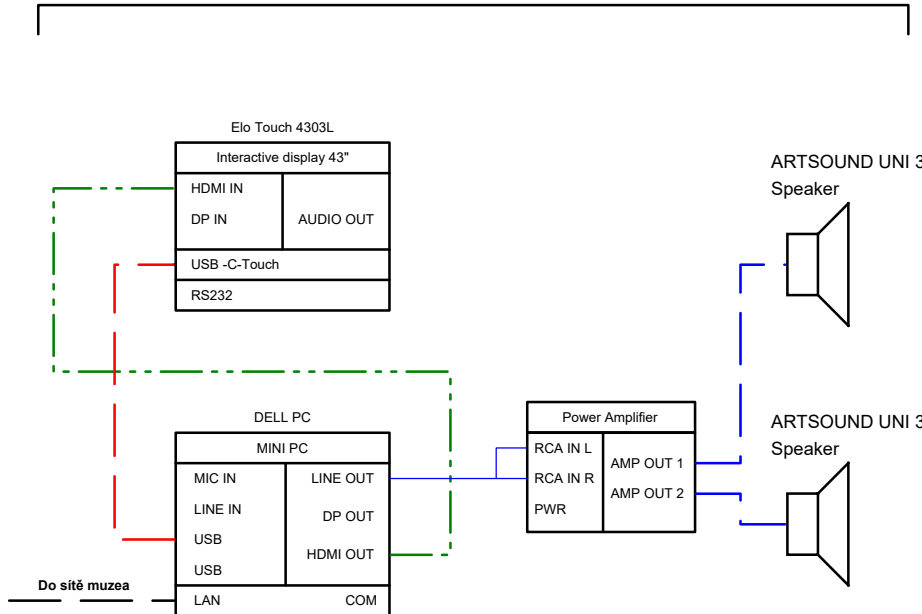 Elo Touch 4303L
Interactive display 43"
HDMI IN
DP IN
AUDIO OUT
USB -C-Touch
RS232
ARTSOUND UNI 3
Speaker
DELL PC
MINI PC
MIC IN
LINE OUT
LINE IN
DP OUT
USB
HDMI OUT
USB
LAN
COM
Do sítě muzea
Power Amplifier
RCA IN L
AMP OUT 1
RCA IN R
AMP OUT 2
PWR
ARTSOUND UNI 3
Speaker